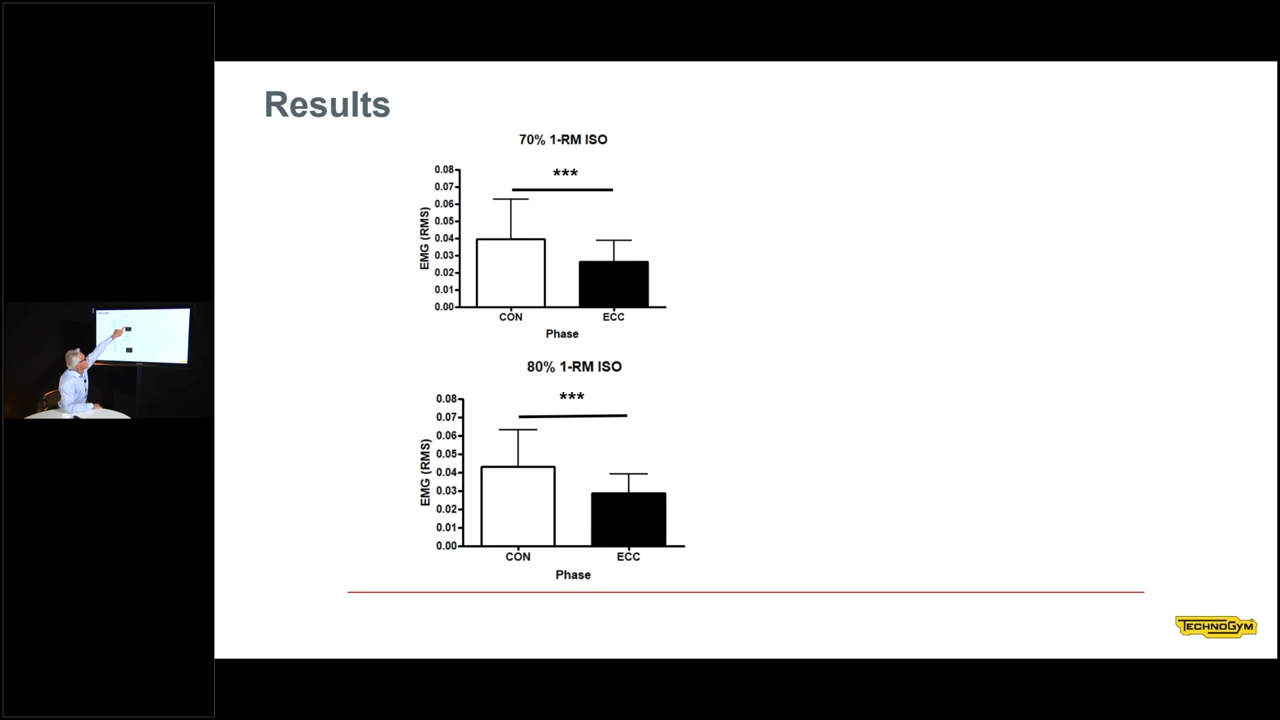 Results
70% 1-RM ISO
***
0.08
0.07
0.06
0.05
0.04
0.03
0.02
0.01
0.00
EMG (RMS)
CON ECC
Phase
80% 1-RM ISO
***
0.08
0.07
0.06
0.05
0.04
0.03
0.02
0.01
0.00
EMG (RMS)
CON ECC
Phase
TECHNOGYM